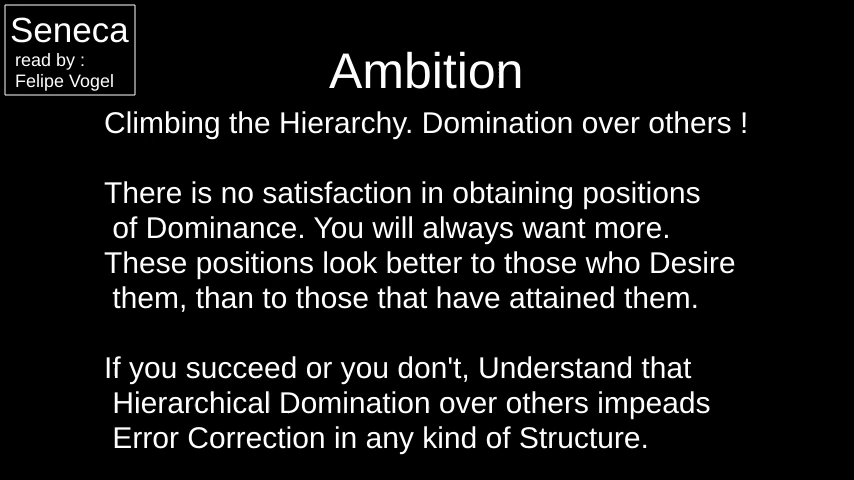 Seneca
read by :
Felipe Vogel
Ambition
Climbing the Hierarchy. Domination over others !
There is no satisfaction in obtaining positions
of Dominance. You will always want more.
These positions look better to those who Desire
them, than to those that have attained them.
If you succeed or you don't, Understand that
Hierarchical Domination over others impeads
Error Correction in any kind of Structure.